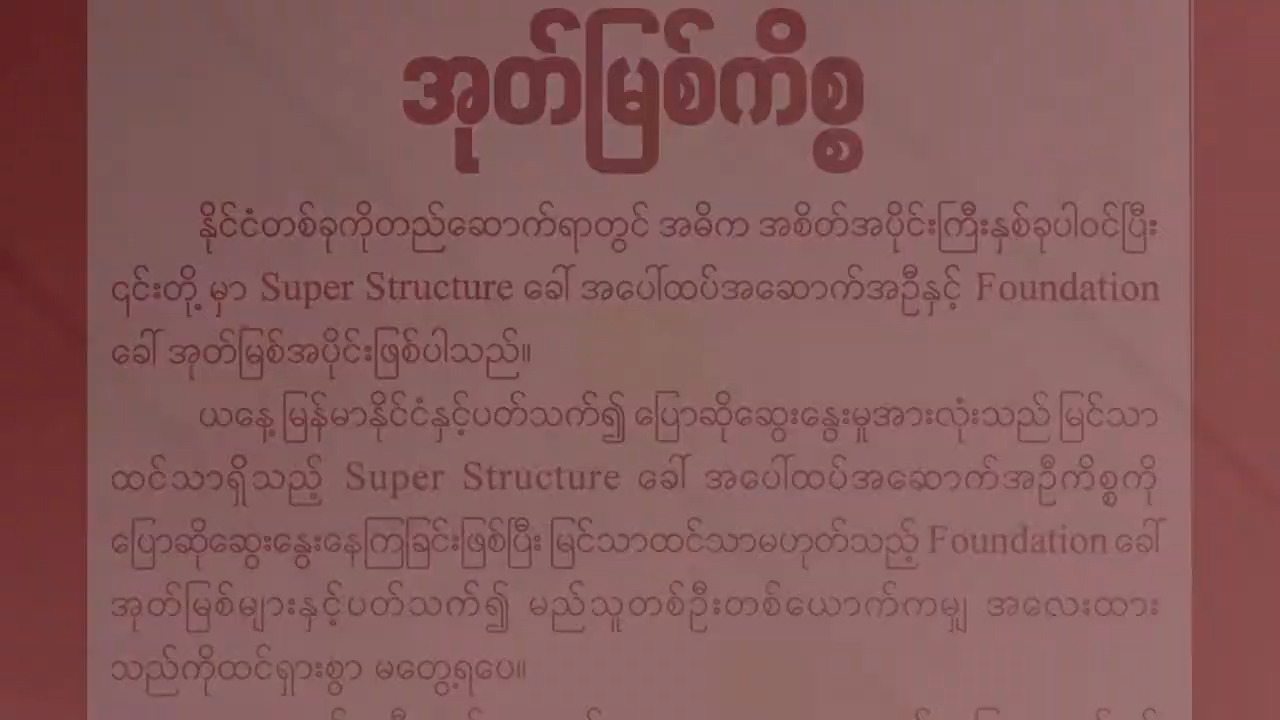 အုတ်မြစ်ကိစ္စ
နိုင်ငံတစ်ခုကိုတည်ဆောက်ရာတွင် အဓိက အစိတ်အပိုင်းကြီးနှစ်ခုပါဝင်ပြီး
၎င်းတို့မှာ Super Structure ခေါ် အပေါ်ထပ်အဆောက်အဦနှင့် Foundation
ခေါ် အုတ်မြစ်အပိုင်းဖြစ်ပါသည်။
ယနေ့ မြန်မာနိုင်ငံနှင့်ပတ်သက်၍ ပြောဆိုဆွေးနွေးမှုအားလုံးသည် မြင်သာ
ထင်သာရှိသည့် Super Structure ခေါ် အပေါ်ထပ်အဆောက်အဦကိစ္စကို
ပြောဆိုဆွေးနွေးနေကြခြင်းဖြစ်ပြီး မြင်သာထင်သာမဟုတ်သည့် Foundation ခေါ်
အုတ်မြစ်များနှင့်ပတ်သက်၍ မည်သူတစ်ဦးတစ်ယောက်ကမျှ အလေးထား
သည်ကိုထင်ရှားစွာ မတွေ့ရပေ။